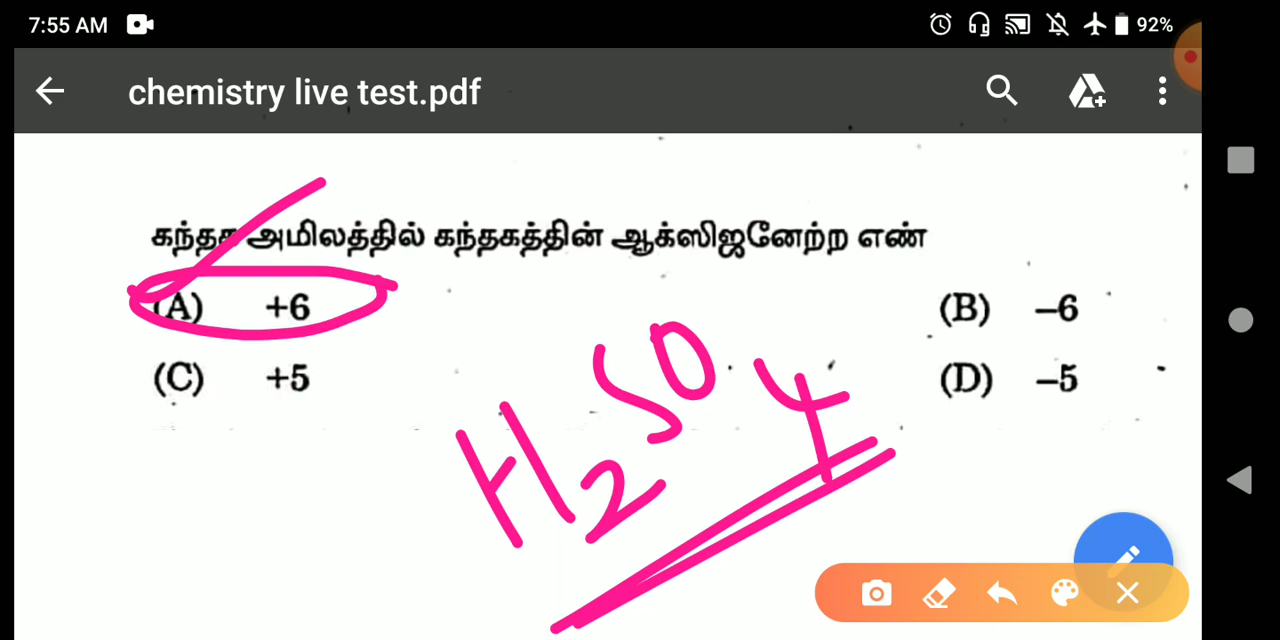 7:55 AM
92%
chemistry live test.pdf
கந்தக அமிலத்தில் கந்தகத்தின் ஆக்ஸிஜனேற்ற எண்
(A) +6
(B) –6
(C) +5
(D) –5
H2SO4